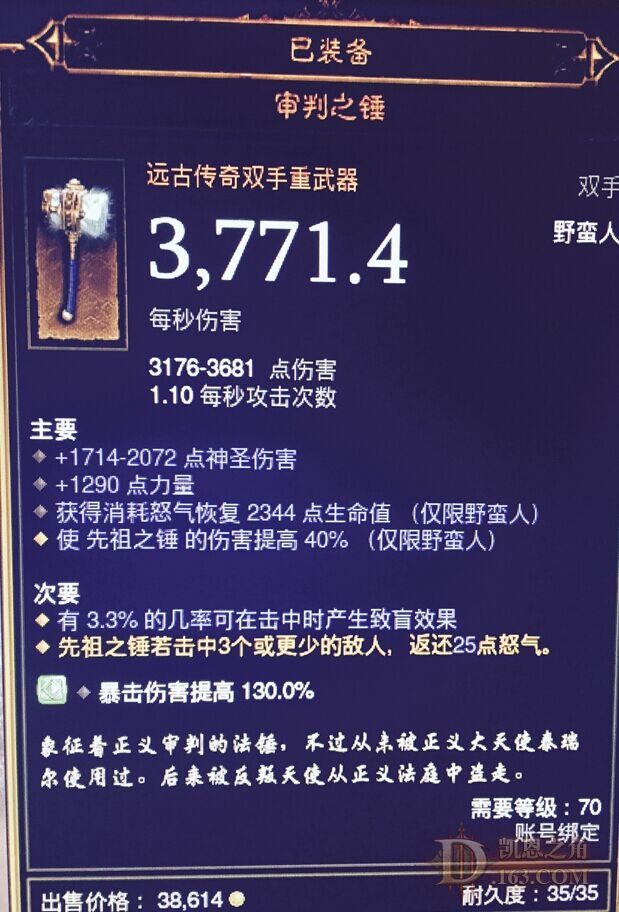 已装备
审判之锤
远古传奇双手重武器
双手
3,771.4
野蛮人
每秒伤害
3176-3681 点伤害
1.10 每秒攻击次数
主要
+1714-2072 点神圣伤害
+1290 点力量
获得消耗怒气恢复 2344 点生命值 （仅限野蛮人）
使 先祖之锤 的伤害提高 40% （仅限野蛮人）
次要
有 3.3% 的几率可在击中时产生致盲效果
先祖之锤若击中3个或更少的敌人，返还25点怒气。
暴击伤害提高 130.0%
象征着正义审判的法锤，不过从未被正义大天使泰瑞
尔使用过。后来被反叛天使从正义法庭中盗走。
需要等级：70
账号绑定
凯恩之角
D.163.COM
出售价格：38,614
耐久度：35/35